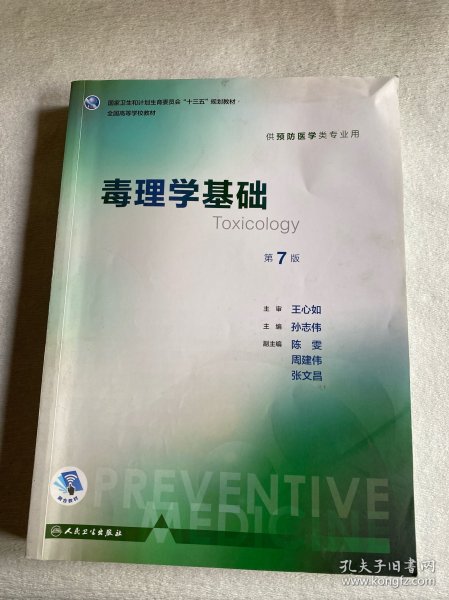 国家卫生和计划生育委员会“十三五”规划教材
全国高等学校教材
供预防医学类专业用
毒理学基础
Toxicology
第7版
主 审 王心如
主 编 孙志伟
副主编 陈 雯
周建伟
张文昌
PREVENTIVE
MEDICINE
融合教材
人民卫生出版社
孔夫子旧书网
www.kongfz.com